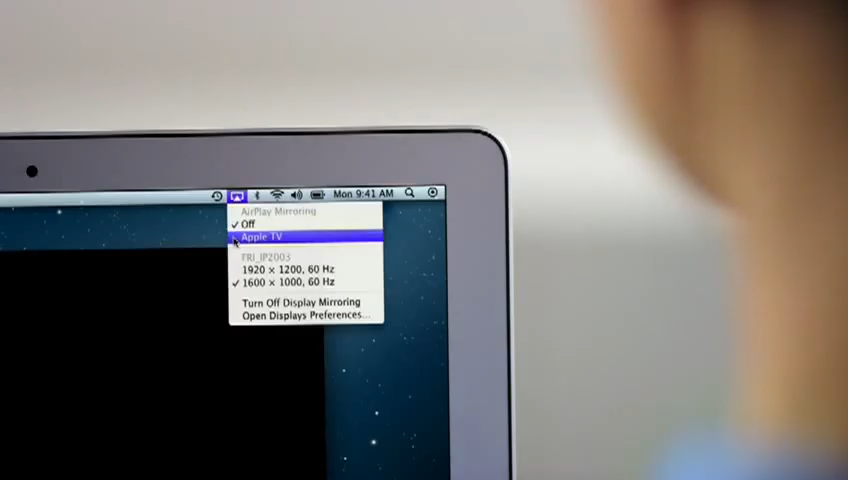 Mon 9:41 AM
AirPlay Mirroring
Off
Apple TV
FRI_IP2003
1920 × 1200, 60 Hz
1600 × 1000, 60 Hz
Turn Off Display Mirroring
Open Displays Preferences...